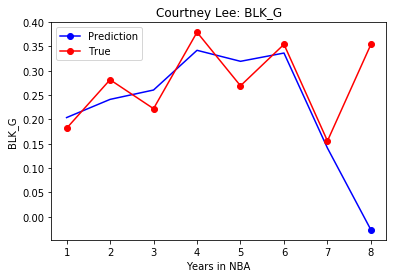 Courtney Lee: BLK_G
Prediction
True
BLK_G
0.40
0.35
0.30
0.25
0.20
0.15
0.10
0.05
0.00
1 2 3 4 5 6 7 8
Years in NBA